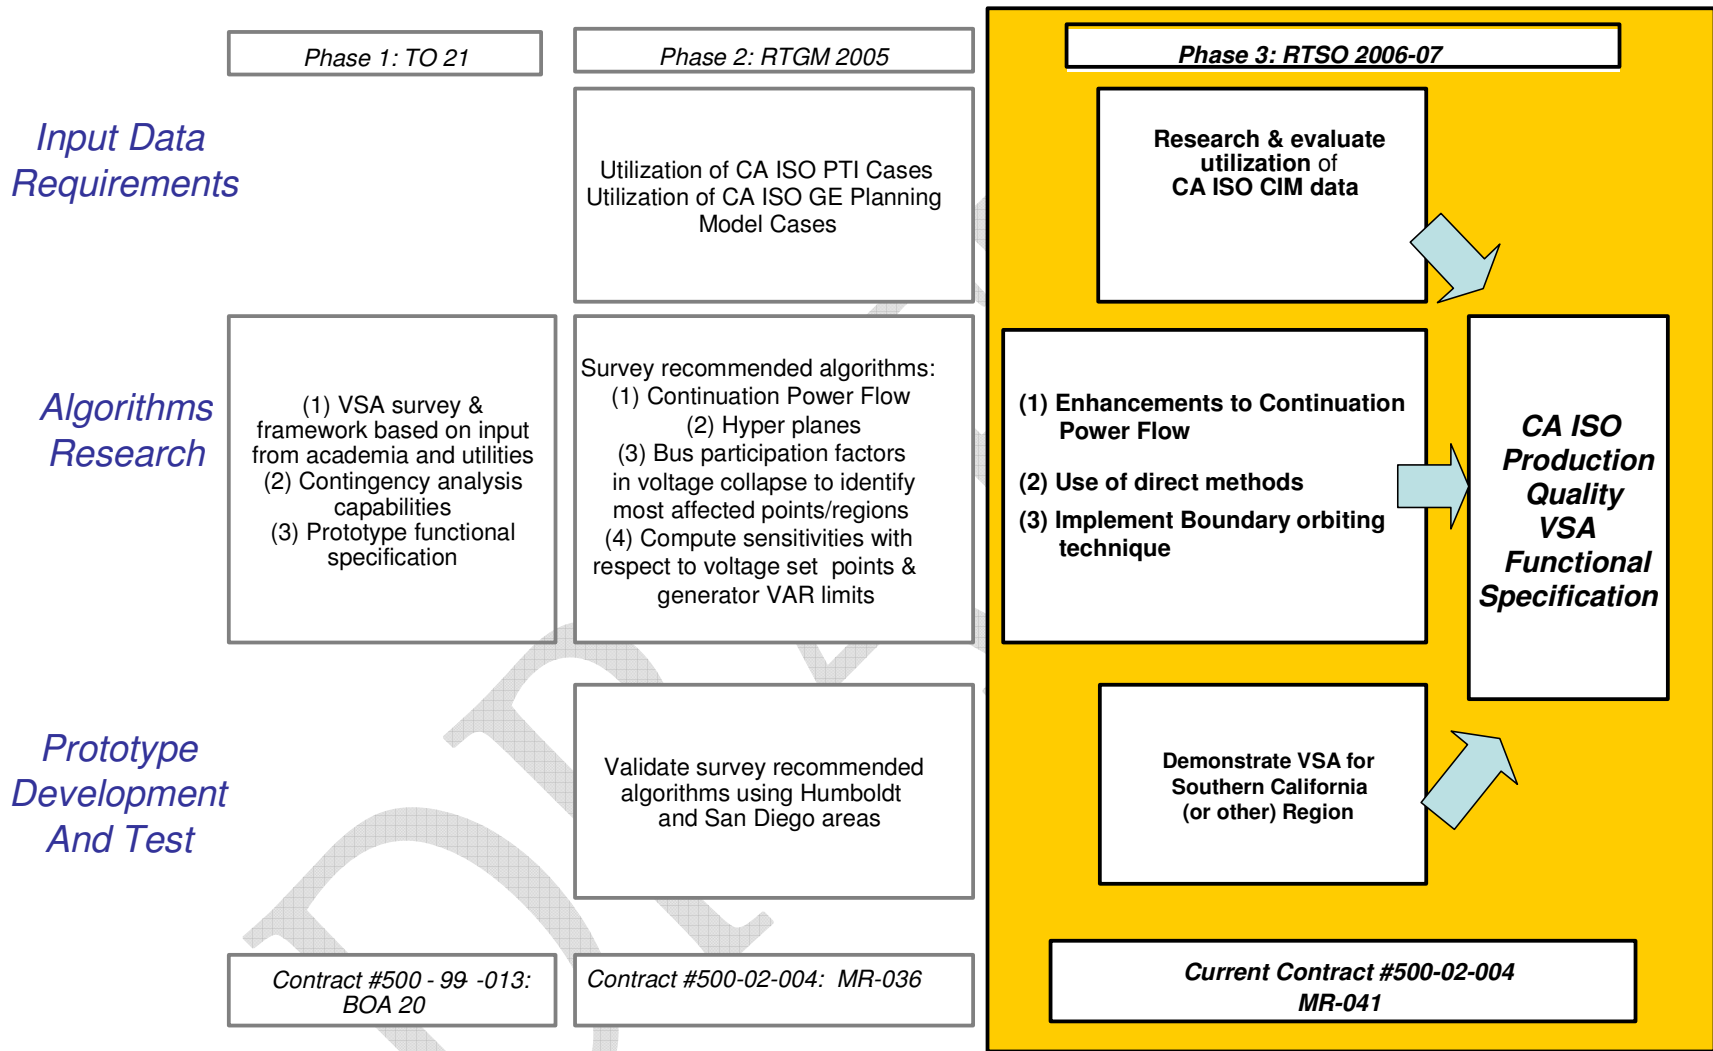 Phase 1: TO 21
Phase 2: RTGM 2005
Phase 3: RTSO 2006-07
Input Data
Requirements
Utilization of CA ISO PTI Cases
Utilization of CA ISO GE Planning
Model Cases
Research & evaluate
utilization of
CA ISO CIM data
Algorithms
Research
(1) VSA survey &
framework based on input
from academia and utilities
(2) Contingency analysis
capabilities
(3) Prototype functional
specification
Survey recommended algorithms:
(1) Continuation Power Flow
(2) Hyper planes
(3) Bus participation factors
in voltage collapse to identify
most affected points/regions
(4) Compute sensitivities with
respect to voltage set points &
generator VAR limits
(1) Enhancements to Continuation
Power Flow
(2) Use of direct methods
(3) Implement Boundary orbiting
technique
CA ISO
Production
Quality
VSA
Functional
Specification
Prototype
Development
And Test
Validate survey recommended
algorithms using Humboldt
and San Diego areas
Demonstrate VSA for
Southern California
(or other) Region
Contract #500 - 99 -013:
BOA 20
Contract #500-02-004: MR-036
Current Contract #500-02-004
MR-041